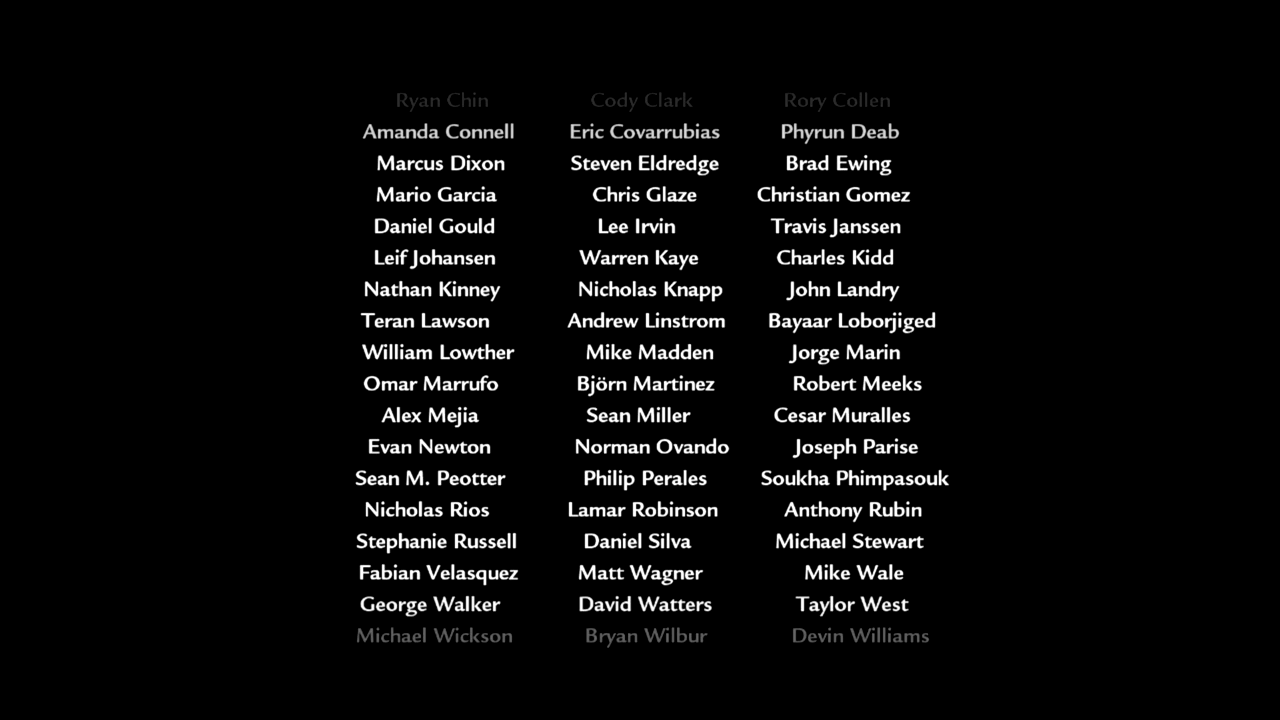 Ryan Chin Cody Clark Rory Collen
Amanda Connell Eric Covarrubias Phyrun Deab
Marcus Dixon Steven Eldredge Brad Ewing
Mario Garcia Chris Glaze Christian Gomez
Daniel Gould Lee Irvin Travis Janssen
Leif Johansen Warren Kaye Charles Kidd
Nathan Kinney Nicholas Knapp John Landry
Teran Lawson Andrew Linstrom Bayaar Loborjiged
William Lowther Mike Madden Jorge Marin
Omar Marrufo Björn Martinez Robert Meeks
Alex Mejia Sean Miller Cesar Muralles
Evan Newton Norman Ovando Joseph Parise
Sean M. Peotter Philip Perales Soukha Phimpasouk
Nicholas Rios Lamar Robinson Anthony Rubin
Stephanie Russell Daniel Silva Michael Stewart
Fabian Velasquez Matt Wagner Mike Wale
George Walker David Watters Taylor West
Michael Wickson Bryan Wilbur Devin Williams